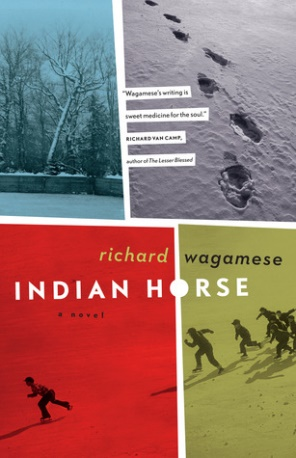 "Wagamese's writing is
sweet medicine for the soul."
RICHARD VAN CAMP,
author of The Lesser Blessed
richard wagamese
INDIAN HORSE
a novel